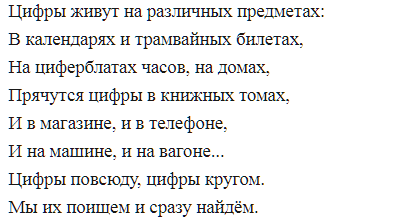 Цифры живут на различных предметах:
В календарях и трамвайных билетах,
На циферблатах часов, на домах,
Прячутся цифры в книжных томах,
И в магазине, и в телефоне,
И на машине, и на вагоне...
Цифры повсюду, цифры кругом.
Мы их поищем и сразу найдём.